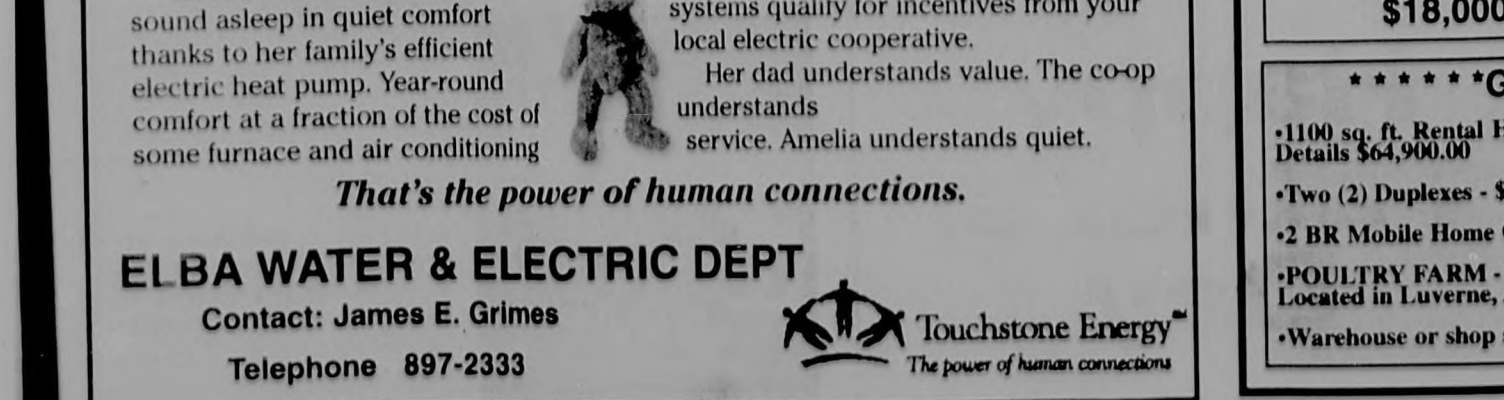 sound asleep in quiet comfort
thanks to her family's efficient
electric heat pump. Year-round
comfort at a fraction of the cost of
some furnace and air conditioning
systems qualify for incentives from your
local electric cooperative.
Her dad understands value. The co-op
understands
service. Amelia understands quiet.
That's the power of human connections.
ELBA WATER & ELECTRIC DEPT
Contact: James E. Grimes
Telephone 897-2333
Touchstone Energy
The power of human connections
$18,000
* * * * * *G
•1100 sq. ft. Rental
Details $64,900.00
•Two (2) Duplexes - $
•2 BR Mobile Home
•POULTRY FARM -
Located in Luverne,
•Warehouse or shop